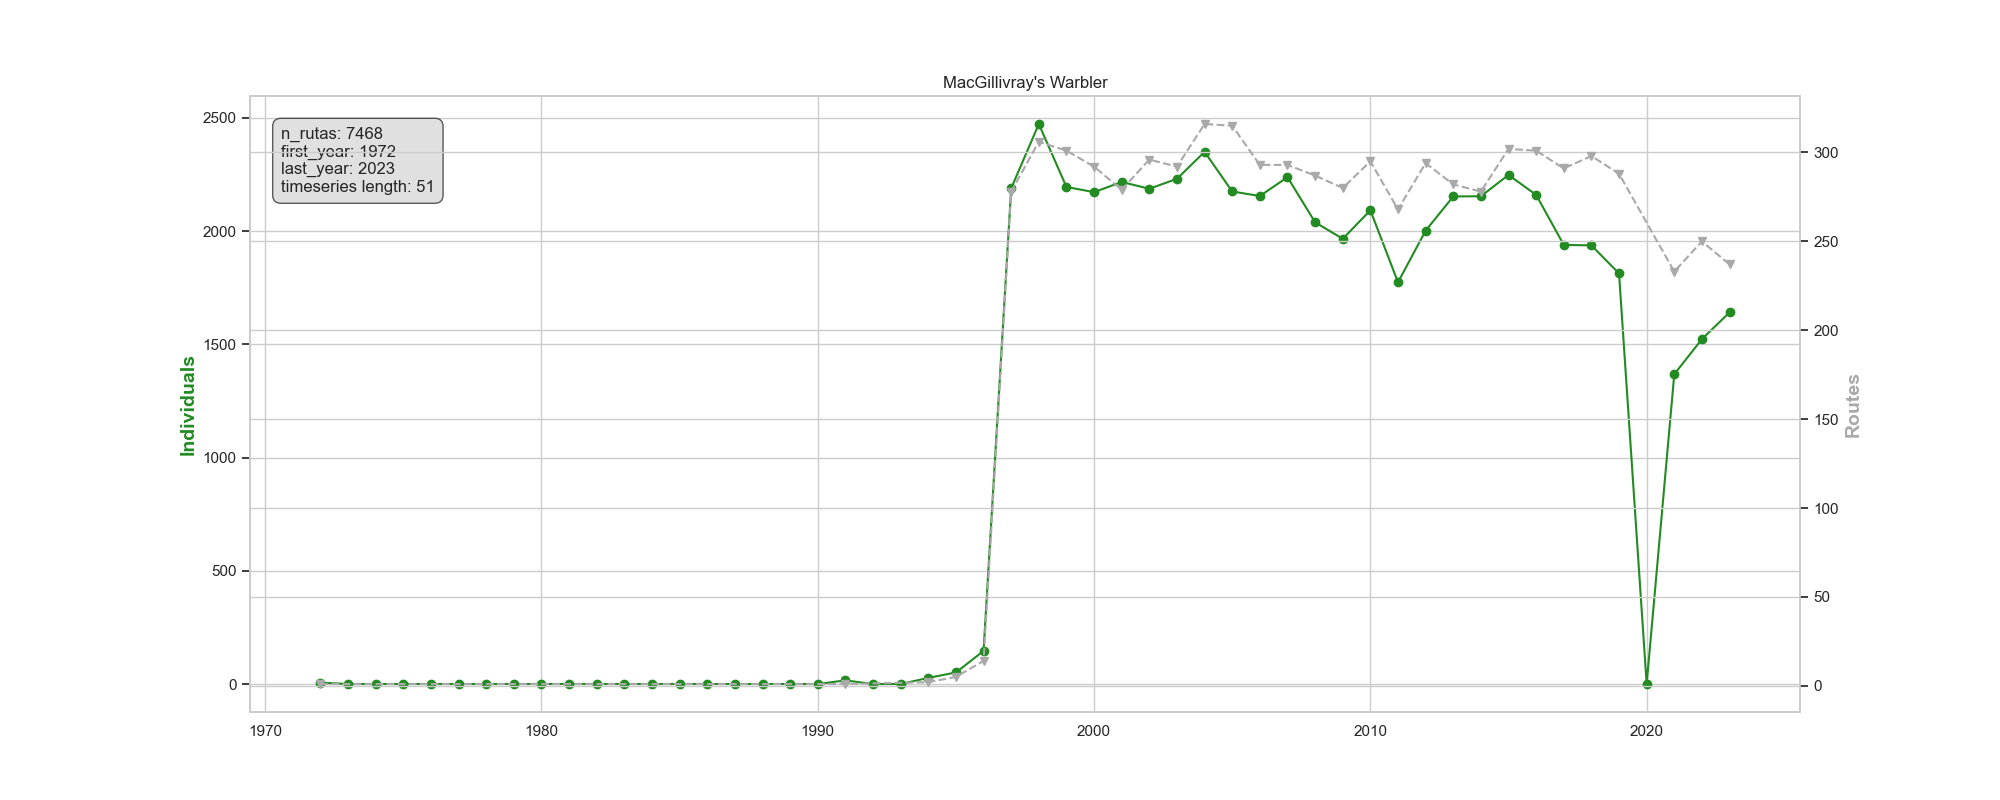 MacGillivray's Warbler
n_rutas: 7468
first_year: 1972
last_year: 2023
timeseries length: 51
2500
2000
1500
1000
500
0
Individuals
300
250
200
150
100
50
0
Routes
1970
1980
1990
2000
2010
2020